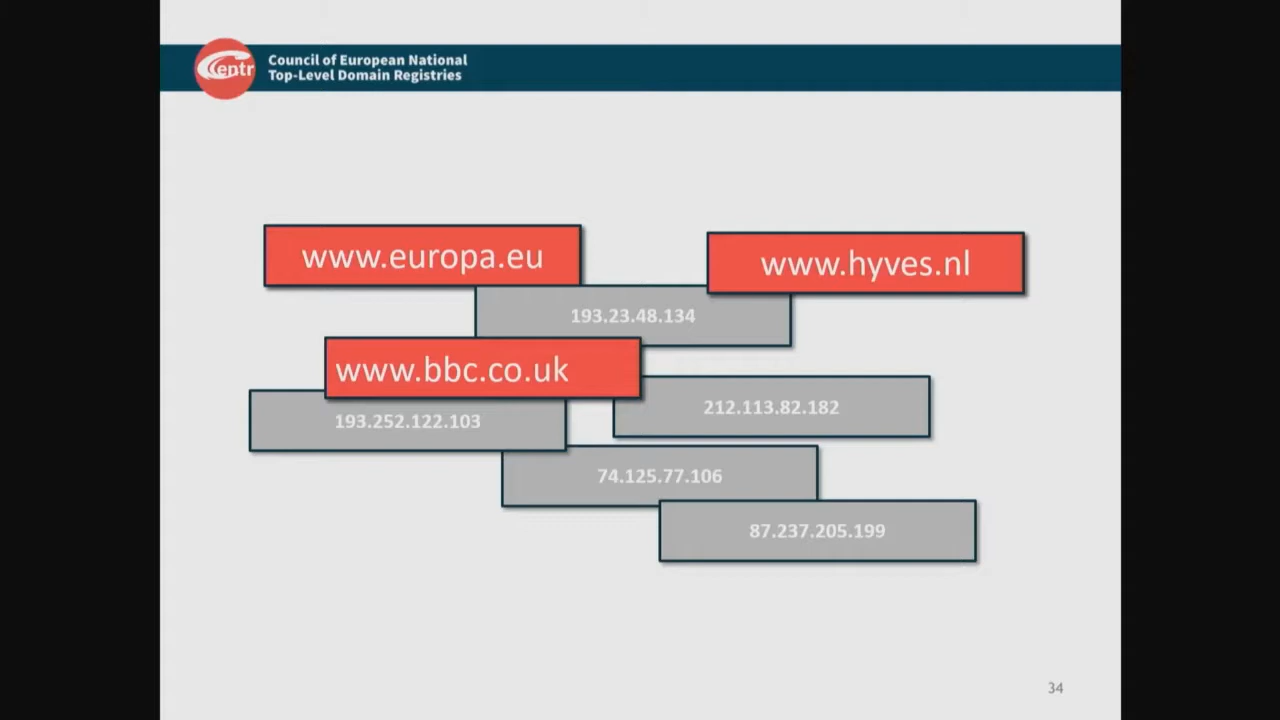 Centr
Council of European National
Top-Level Domain Registries
www.europa.eu
www.hyves.nl
193.23.48.134
www.bbc.co.uk
212.113.82.182
193.252.122.103
74.125.77.106
87.237.205.199
34